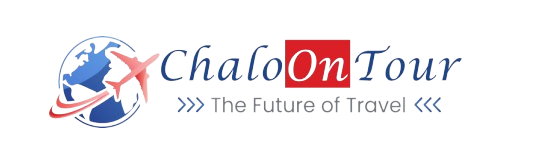 ChaloOnTour
>>> The Future of Travel <<<